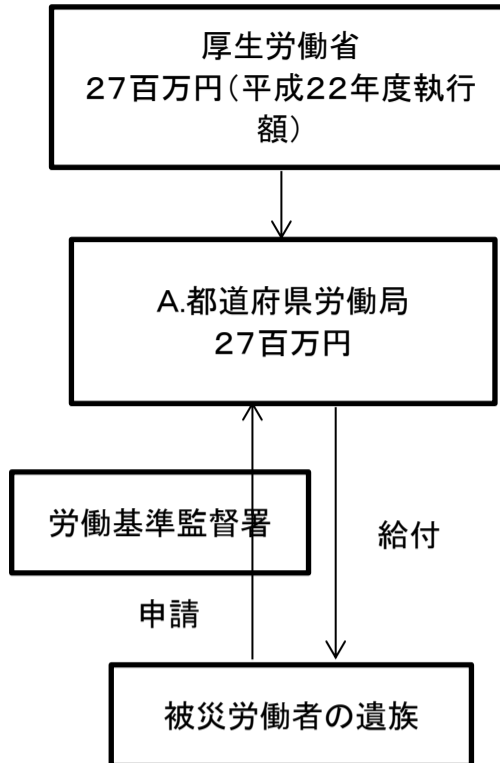 厚生労働省
27百万円(平成22年度執行
額)
A.都道府県労働局
27百万円
労働基準監督署
給付
申請
被災労働者の遺族